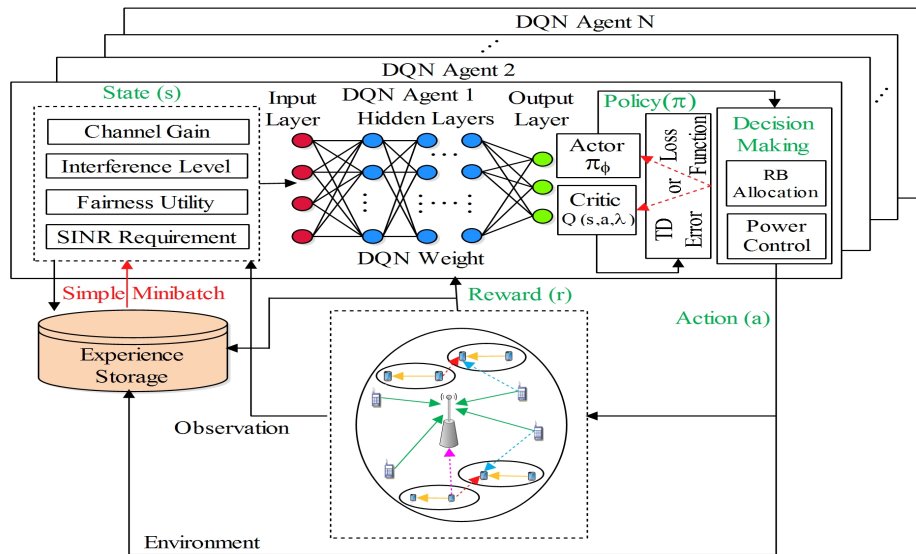 DQN Agent N
DQN Agent 2
DQN Agent 1
State (s)
Channel Gain
Interference Level
Fairness Utility
SINR Requirement
Input
Layer
Hidden Layers
Output
Layer
DQN Weight
Policy(π)
Actor
πϕ
Critic
Q (s,a,λ)
TD or Loss
Error Function
Decision
Making
RB
Allocation
Power
Control
Simple Minibatch
Reward (r)
Action (a)
Experience
Storage
Observation
Environment